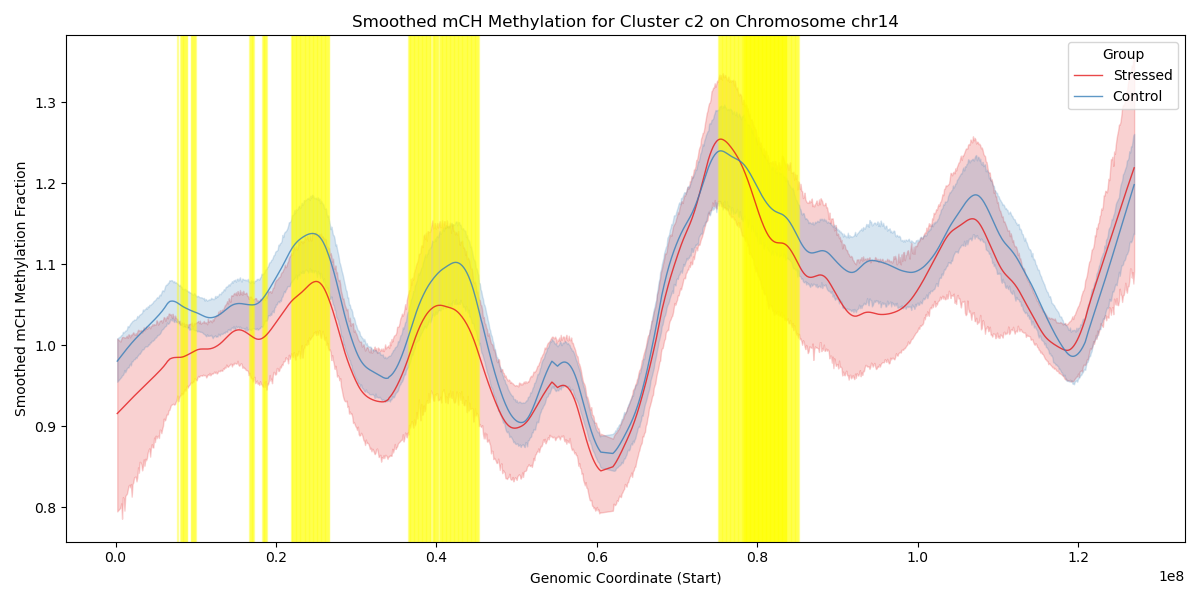 Smoothed mCH Methylation for Cluster c2 on Chromosome chr14
Smoothed mCH Methylation Fraction
1.3
1.2
1.1
1.0
0.9
0.8
Group
Stressed
Control
0.0
0.2
0.4
0.6
0.8
1.0
1.2
1e8
Genomic Coordinate (Start)